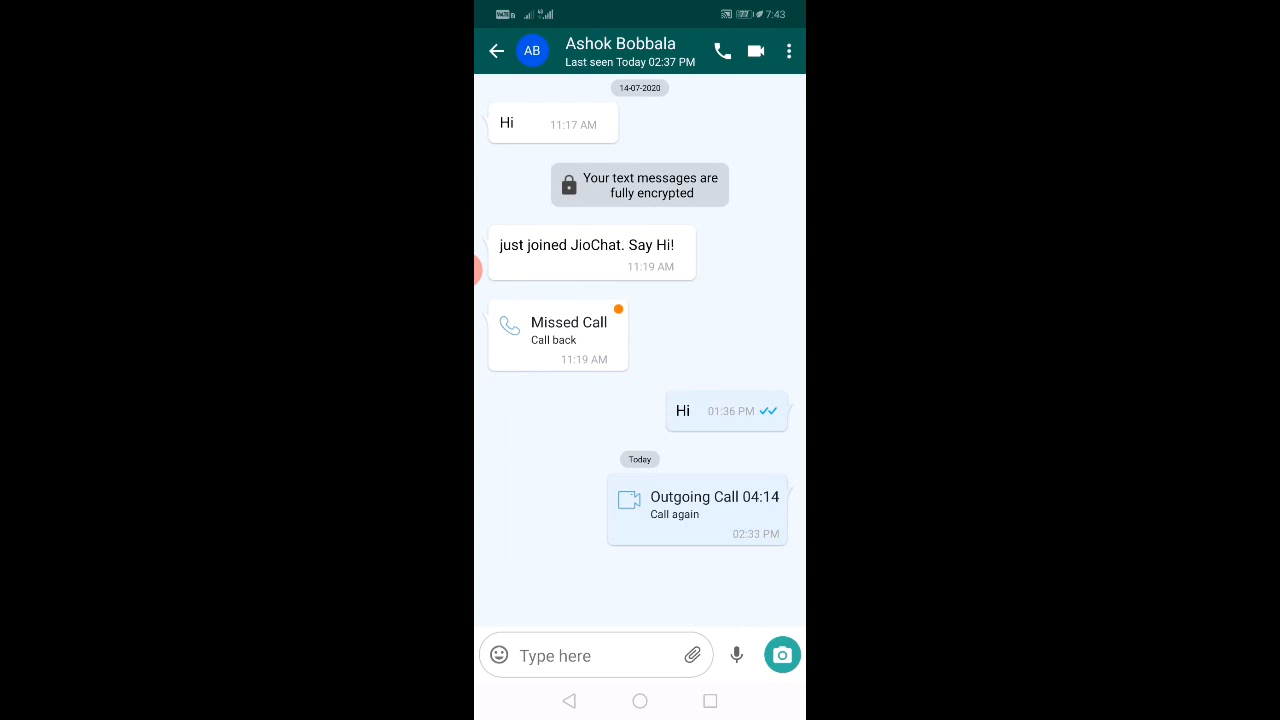 7:43
Ashok Bobbala
Last seen Today 02:37 PM
AB
14-07-2020
Hi 11:17 AM
Your text messages are
fully encrypted
just joined JioChat. Say Hi!
11:19 AM
Missed Call
Call back
11:19 AM
Hi 01:36 PM
Today
Outgoing Call 04:14
Call again
02:33 PM
Type here